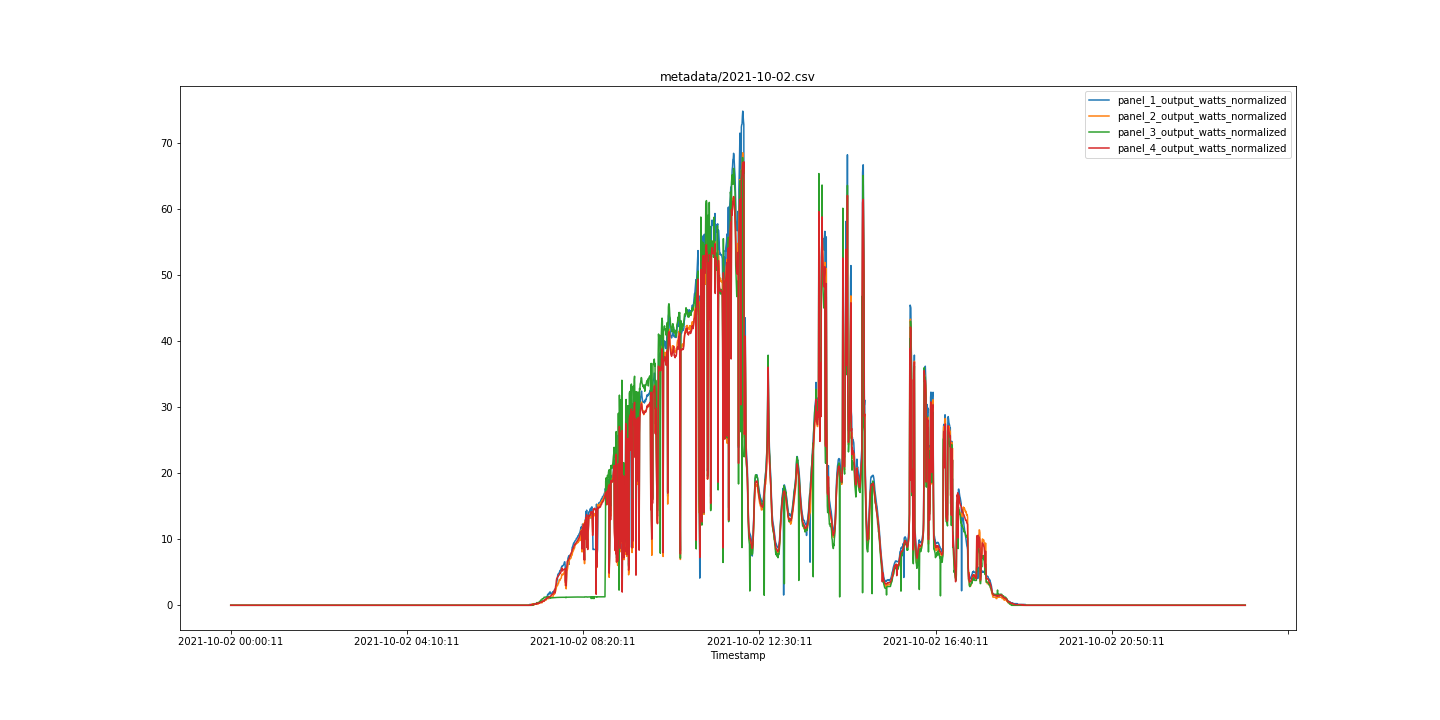 metadata/2021-10-02.csv
panel_1_output_watts_normalized
panel_2_output_watts_normalized
panel_3_output_watts_normalized
panel_4_output_watts_normalized
70
60
50
40
30
20
10
0
2021-10-02 00:00:11 2021-10-02 04:10:11 2021-10-02 08:20:11 2021-10-02 12:30:11 2021-10-02 16:40:11 2021-10-02 20:50:11
Timestamp